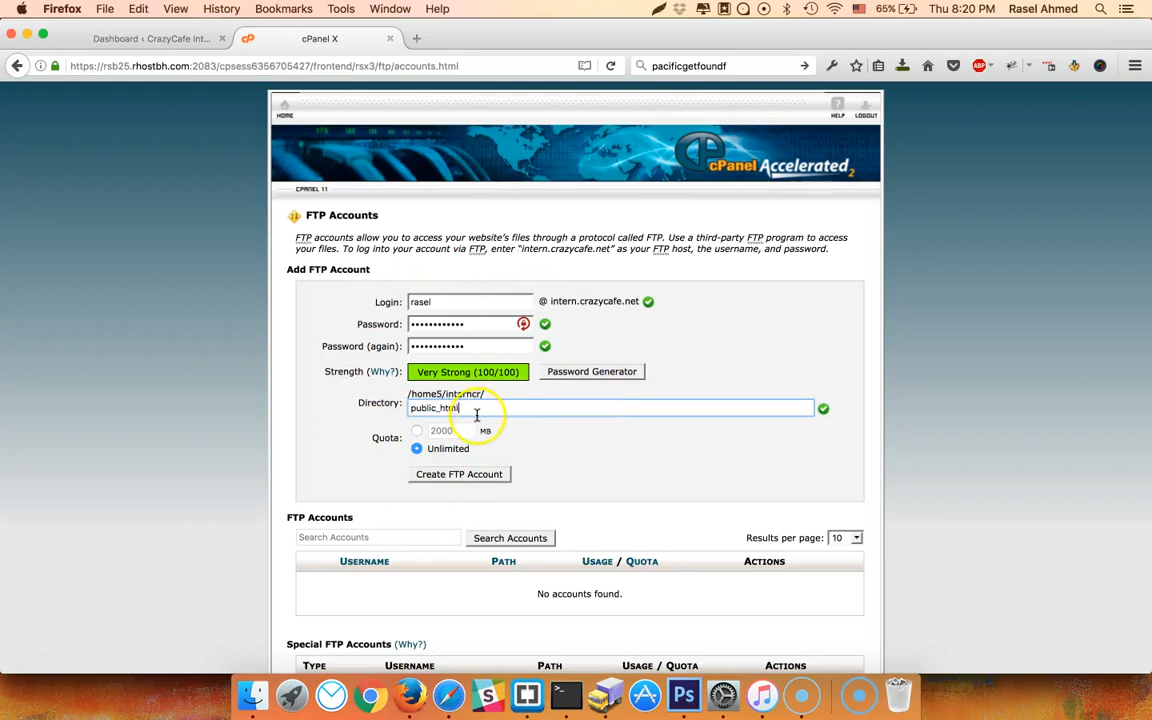 Firefox File Edit View History Bookmarks Tools Window Help 65% Thu 8:20 PM Rasel Ahmed
Dashboard ‹ CrazyCafe Int... cPanel X
https://rsb25.rhostbh.com:2083/cpsess6356705427/frontend/rsx3/ftp/accounts.html pacificgetfoundf
HOME HELP LOGOUT
cPanel Accelerated2
CPANEL 11
FTP Accounts
FTP accounts allow you to access your website's files through a protocol called FTP. Use a third-party FTP program to access
your files. To log into your account via FTP, enter "intern.crazycafe.net" as your FTP host, the username, and password.
Add FTP Account
Login: rasel @ intern.crazycafe.net
Password: ••••••••••••
Password (again): ••••••••••••
Strength (Why?): Very Strong (100/100) Password Generator
/home5/interncr/
Directory: public_html
Quota: 2000 MB
Unlimited
Create FTP Account
FTP Accounts
Search Accounts Search Accounts Results per page: 10
USERNAME PATH USAGE / QUOTA ACTIONS
No accounts found.
Special FTP Accounts (Why?)
TYPE USERNAME PATH USAGE / QUOTA ACTIONS
Ps